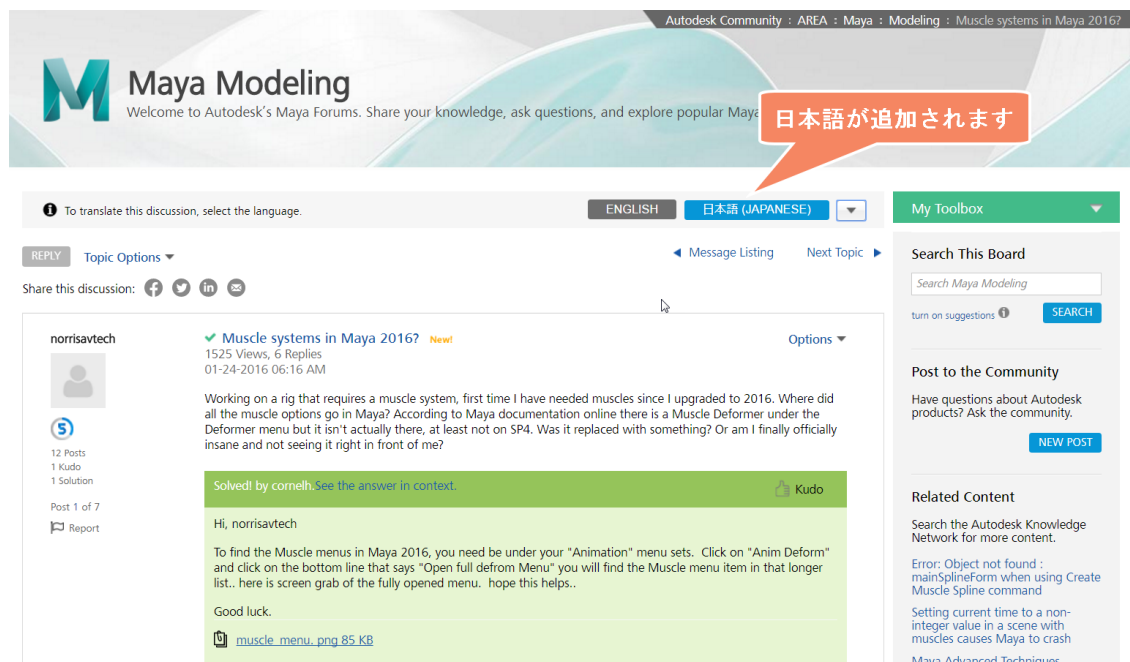 Autodesk Community : AREA : Maya : Modeling : Muscle systems in Maya 2016?
Maya Modeling
Welcome to Autodesk's Maya Forums. Share your knowledge, ask questions, and explore popular Maya
日本語が追加されます
To translate this discussion, select the language.
ENGLISH
日本語 (JAPANESE)
My Toolbox
REPLY
Topic Options
Message Listing
Next Topic
Share this discussion:
Search This Board
Search Maya Modeling
turn on suggestions
SEARCH
norrisavtech
Muscle systems in Maya 2016? New!
1525 Views, 6 Replies
01-24-2016 06:16 AM
Options
Working on a rig that requires a muscle system, first time I have needed muscles since I upgraded to 2016. Where did
all the muscle options go in Maya? According to Maya documentation online there is a Muscle Deformer under the
Deformer menu but it isn't actually there, at least not on SP4. Was it replaced with something? Or am I finally officially
insane and not seeing it right in front of me?
5
12 Posts
1 Kudo
1 Solution
Post 1 of 7
Report
Solved! by cornelh.See the answer in context.
Kudo
Hi, norrisavtech
To find the Muscle menus in Maya 2016, you need be under your "Animation" menu sets. Click on "Anim Deform"
and click on the bottom line that says "Open full defrom Menu" you will find the Muscle menu item in that longer
list.. here is screen grab of the fully opened menu. hope this helps..
Good luck.
muscle_menu. png 85 KB
Post to the Community
Have questions about Autodesk
products? Ask the community.
NEW POST
Related Content
Search the Autodesk Knowledge
Network for more content.
Error: Object not found :
mainSplineForm when using Create
Muscle Spline command
Setting current time to a non-
integer value in a scene with
muscles causes Maya to crash
Maya Advanced Techniques